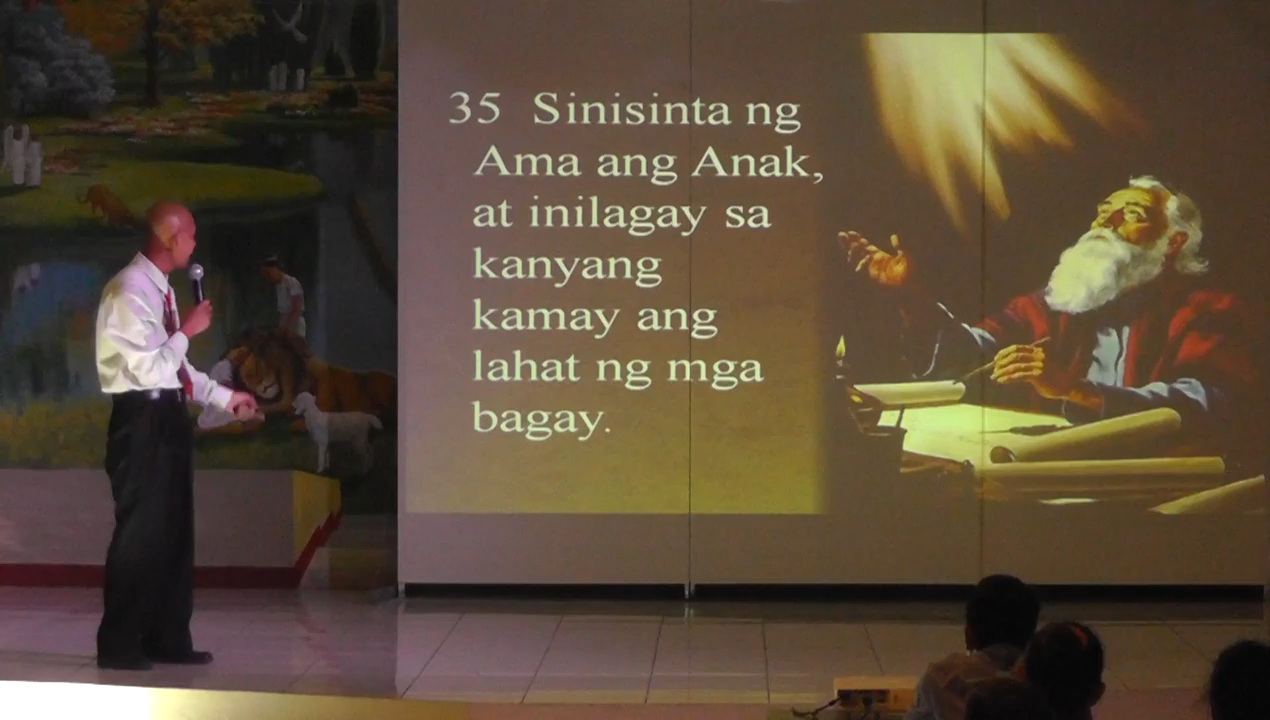 35 Sinisinta ng
Ama ang Anak,
at inilagay sa
kanyang
kamay ang
lahat ng mga
bagay.